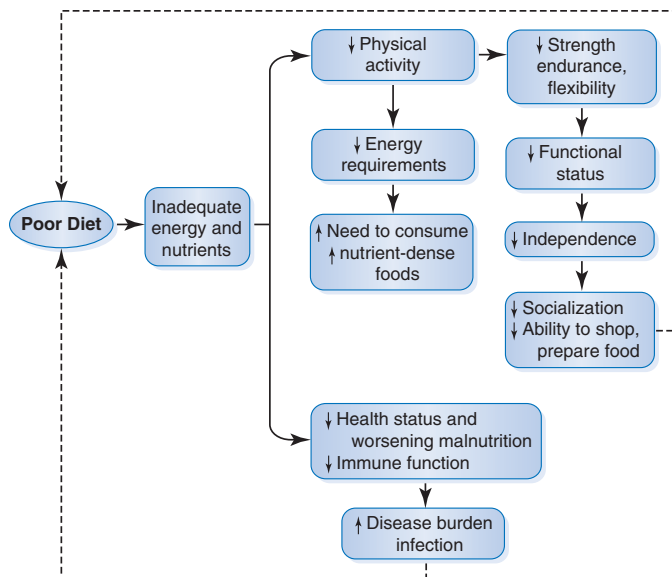 Poor Diet
Inadequate
energy and
nutrients
↓ Physical
activity
↓ Energy
requirements
↑ Need to consume
↑ nutrient-dense
foods
↓ Strength
endurance,
flexibility
↓ Functional
status
↓ Independence
↓ Socialization
↓ Ability to shop,
prepare food
↓ Health status and
worsening malnutrition
↓ Immune function
↑ Disease burden
infection